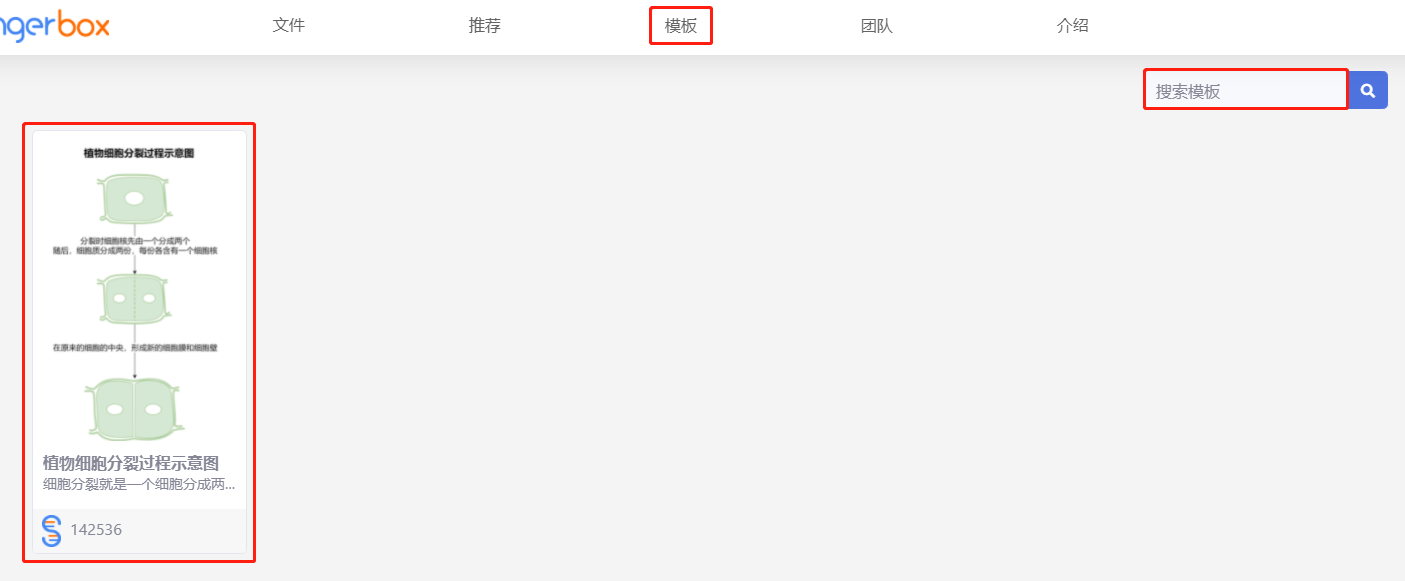 ngerbox
文件
推荐
模板
团队
介绍
搜索模板
植物细胞分裂过程示意图
分裂时细胞核先由一个分成两个
随后，细胞质分成两份，每份各含有一个细胞核
在原来的细胞的中央，形成新的细胞膜和细胞壁
植物细胞分裂过程示意图
细胞分裂就是一个细胞分成两...
142536